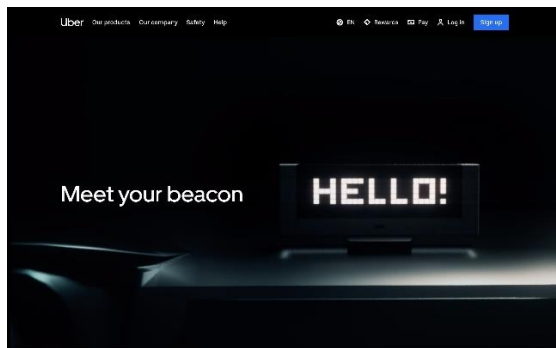 Uber Our products Our company Safety Help EN Rewards Pay Log in Sign up
HELLO!
Meet your beacon